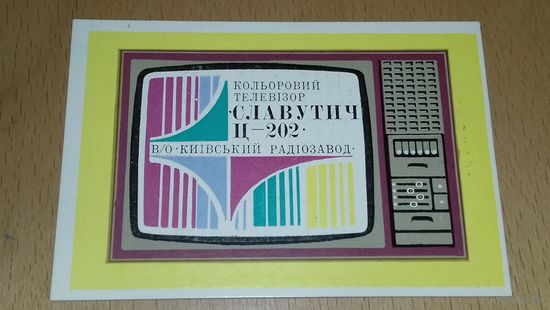 КОЛЬОРОВИЙ
ТЕЛЕВІЗОР
·СЛАВУТИЧ
Ц–202·
В/О·КИЇВСЬКИЙ РАДІОЗАВОД·